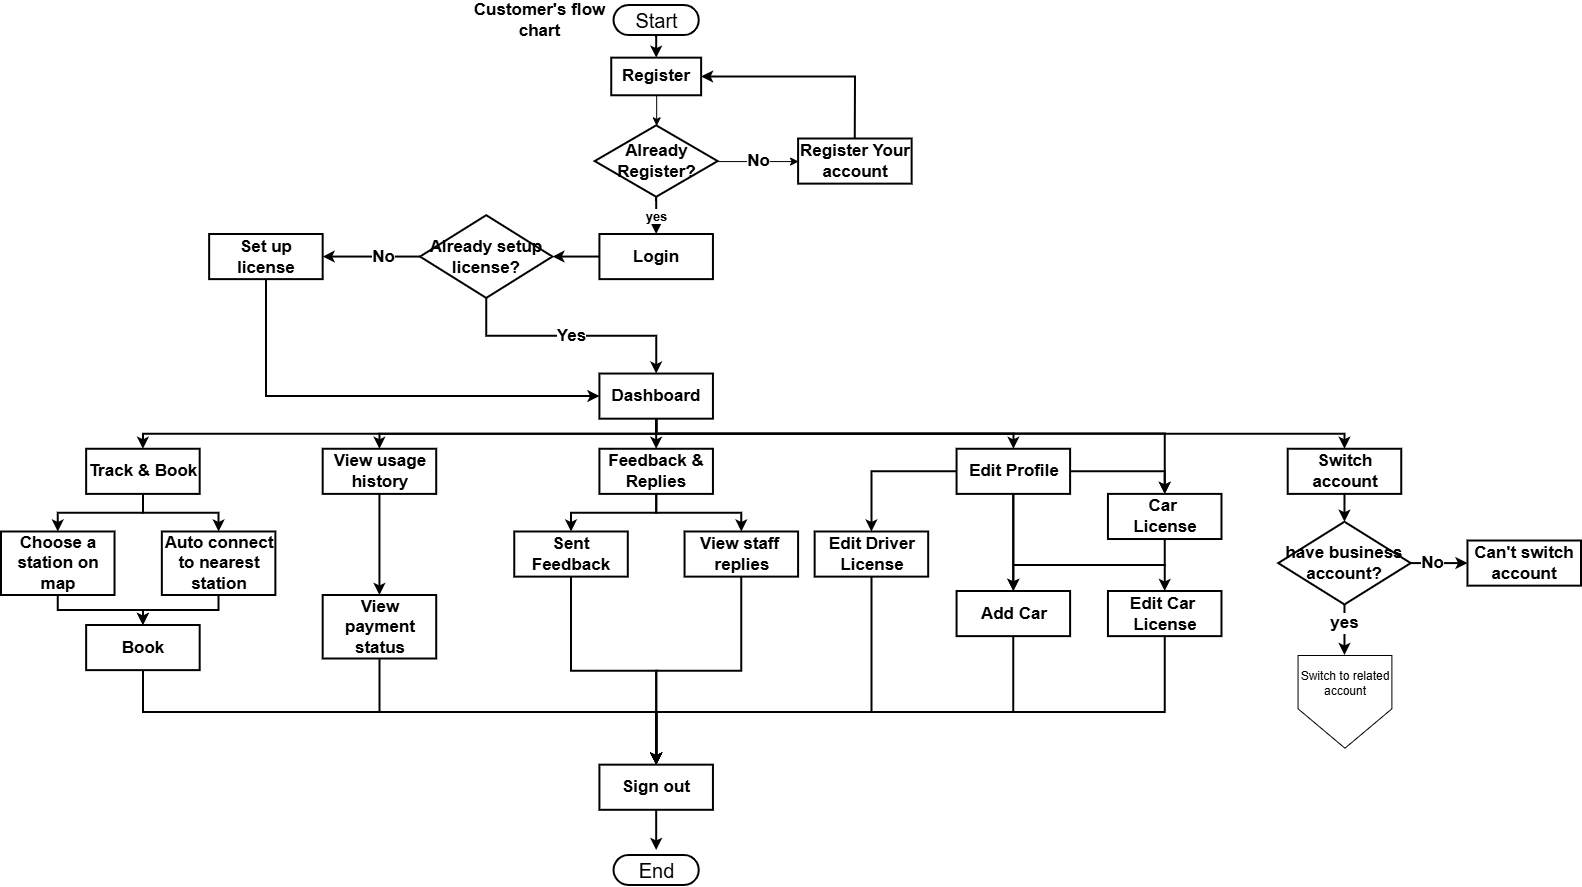 Customer's flow
chart
Start
Register
Already
Register?
No
Register Your
account
yes
Set up
license
No
Already setup
license?
Login
Yes
Dashboard
Track & Book
View usage
history
Feedback &
Replies
Edit Profile
Switch
account
Car
License
Choose a
station on
map
Auto connect
to nearest
station
Sent
Feedback
View staff
replies
Edit Driver
License
have business
account?
No
Can't switch
account
View
payment
status
Add Car
Edit Car
License
yes
Book
Switch to related
account
Sign out
End